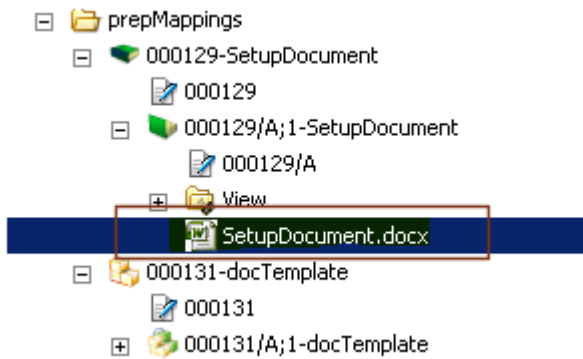 prepMappings
000129-SetupDocument
000129
000129/A;1-SetupDocument
000129/A
View
SetupDocument.docx
000131-docTemplate
000131
000131/A;1-docTemplate